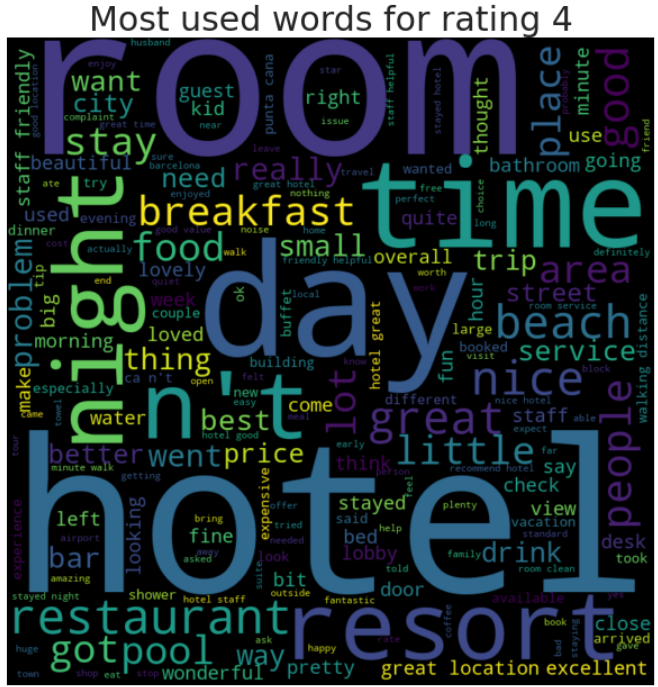 Most used words for rating 4
room
enjoy
husband
good location
complaint
great time
want
city
guest
kid
near
punta cana
star
right
issue
staff helpful
stayed hotel
probably
thought
place
minute
use
good
friend
staff friendly
stay
beautiful
sure
barcelona
leave
need
really
travel
wanted
bathroom
going
ate
try
enjoyed
great hotel
nothing
free
perfect
choice
long
quite
time
used
evening
breakfast
dinner
cost
actually
good value
noise
home
walk
food
small
overall
definitely
night
problem
tip
big
end
quiet
lovely
friendly helpful
worth
trip
area
week
ok
day
buffet
local
work
hour
street
room service
morning
couple
loved
hotel great
large
booked
beach
walking distance
thing
building
fun
visit
block
service
make
especially
ca n't
open
felt
know
different
nice
nice hotel
people
came
towel
water
n't
new
easy
best
come
lot
great
staff
able
meal
hotel good
early
expect
far
tour
better
went
price
think
person
little
say
minute walk
getting
recommend hotel
feel
check
experience
left
looking
expensive
offer
plenty
stayed
view
airport
bring
tried
said
vacation
hotel
fine
needed
help
bed
standard
desk
bar
away
asked
look
lobby
family
drink
took
amazing
bit
told
room clean
suite
door
stayed night
shower
hotel staff
outside
fantastic
available
yes
restaurant
resort
coffee
book
close
huge
happy
ask
rate
bad
staying
arrived
gave
got
pool
way
pretty
town
shop
eat
stop
wonderful
great location
excellent